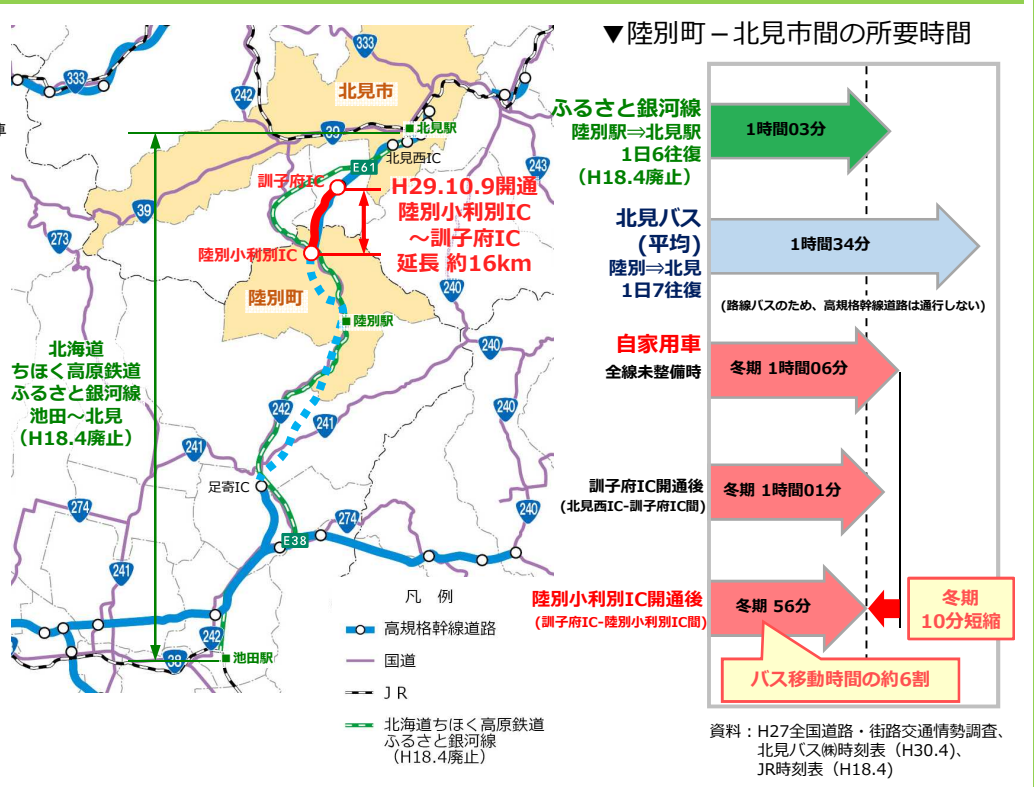 ▼陸別町－北見市間の所要時間
333
333
242
北見市
39
北見駅
北見西IC
E61
243
訓子府IC
H29.10.9開通
陸別小利別IC
～訓子府IC
延長 約16km
39
273
陸別小利別IC
240
陸別町
陸別駅
240
北海道
ちほく高原鉄道
ふるさと銀河線
池田～北見
（H18.4廃止）
242
241
240
241
足寄IC
274
274
240
E38
241
242
38
池田駅
凡 例
高規格幹線道路
国道
ＪＲ
北海道ちほく高原鉄道
ふるさと銀河線
（H18.4廃止）
ふるさと銀河線
陸別駅⇒北見駅
1日6往復
（H18.4廃止）
1時間03分
北見バス
(平均)
陸別⇒北見
1日7往復
1時間34分
(路線バスのため、高規格幹線道路は通行しない)
自家用車
全線未整備時
冬期 1時間06分
訓子府IC開通後
(北見西IC-訓子府IC間)
冬期 1時間01分
陸別小利別IC開通後
(訓子府IC-陸別小利別IC間)
冬期 56分
冬期
10分短縮
バス移動時間の約6割
資料：H27全国道路・街路交通情勢調査、
北見バス㈱時刻表（H30.4)、
JR時刻表（H18.4)